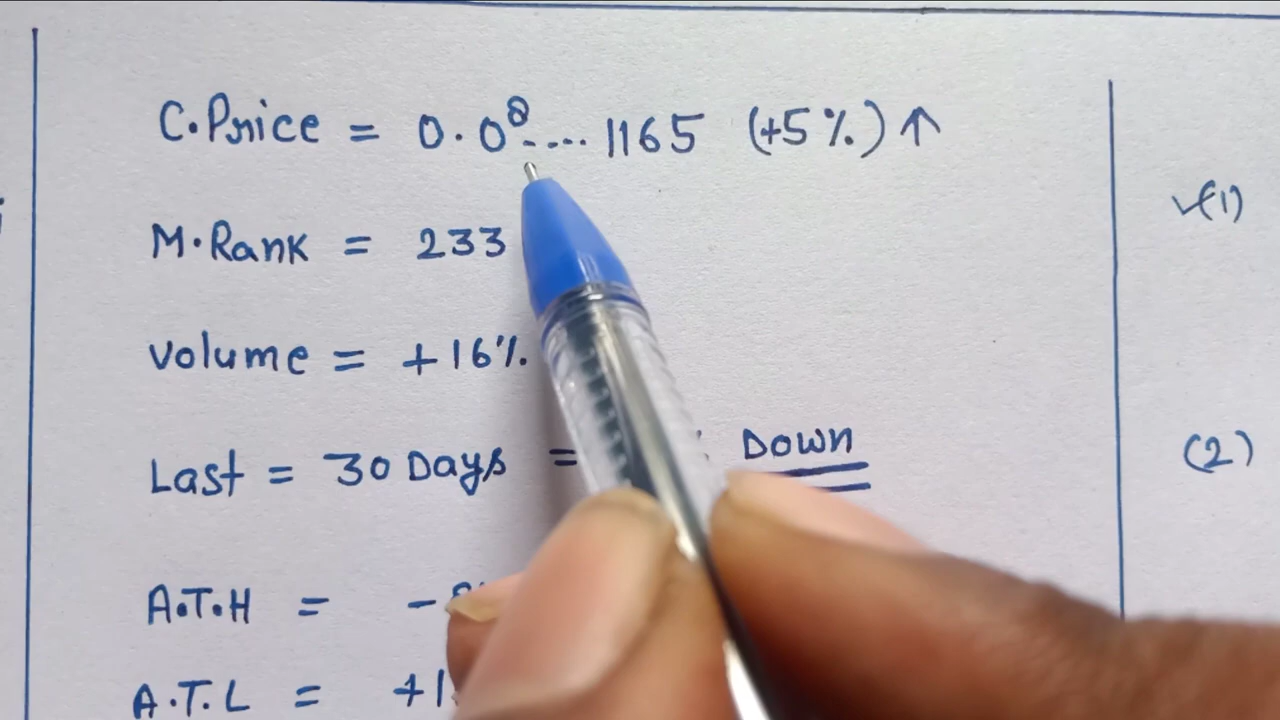 C.Price = 0.0⁸.... 1165 (+5%) ↑
M.Rank = 233
Volume = +16%.
Last = 30 Days = Down
A.T.H = -
A.T.L = +1
(1)
(2)